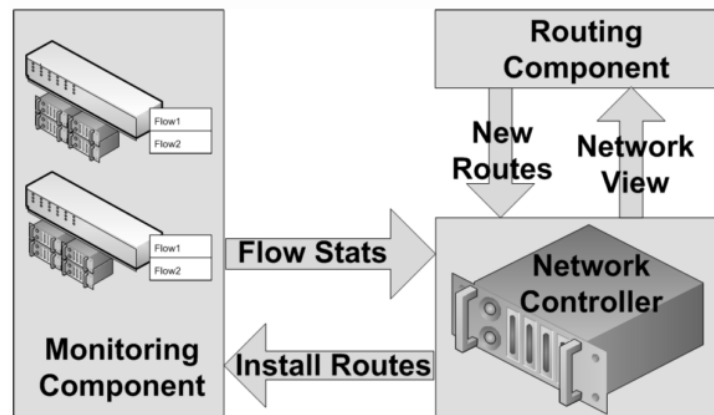 Flow1
Flow2
Flow1
Flow2
Monitoring
Component
Flow Stats
Install Routes
Routing
Component
New
Routes
Network
View
Network
Controller